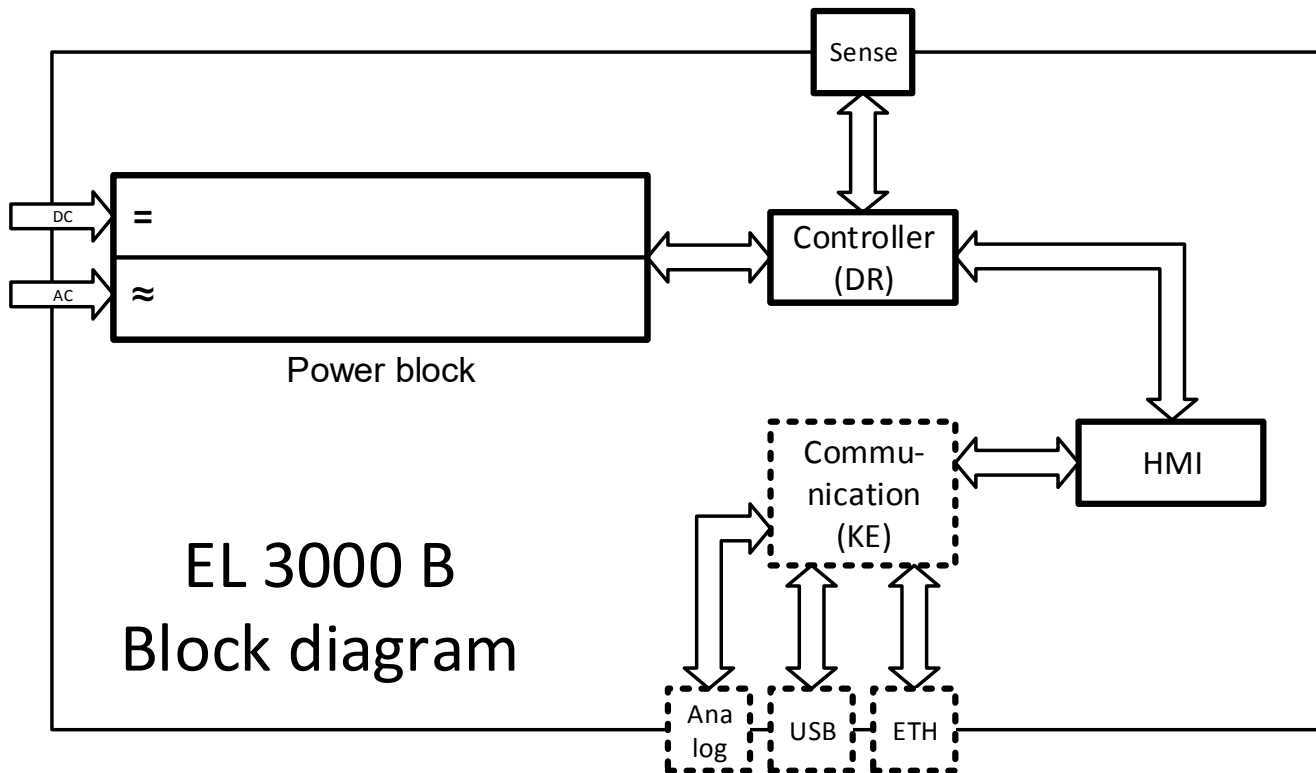 Sense
DC
=
Controller
(DR)
AC
≈
Power block
Commu-
nication
(KE)
HMI
EL 3000 B
Block diagram
Ana
log
USB
ETH